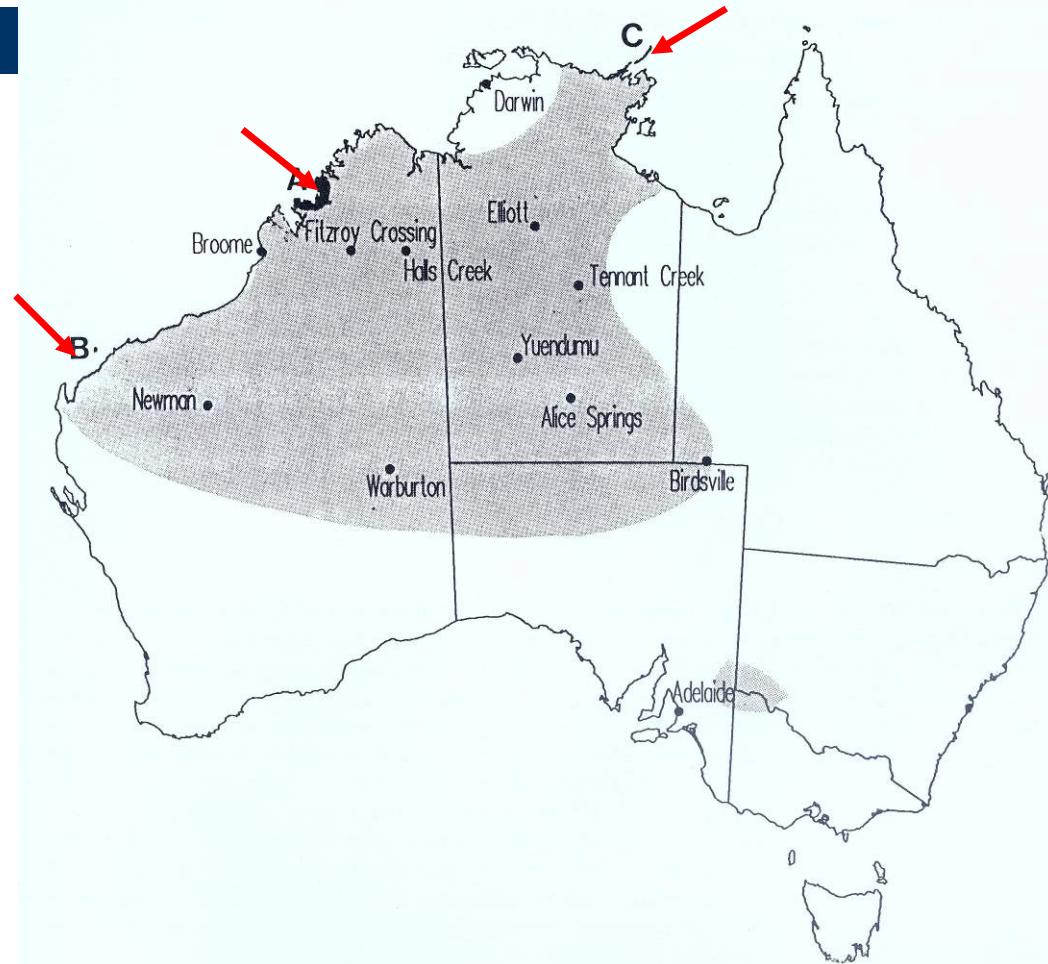 C
Darwin
A
Elliott
Broome
Fitzroy Crossing
Halls Creek
Tennant Creek
B
Yuendumu
Newman
Alice Springs
Warburton
Birdsville
Adelaide